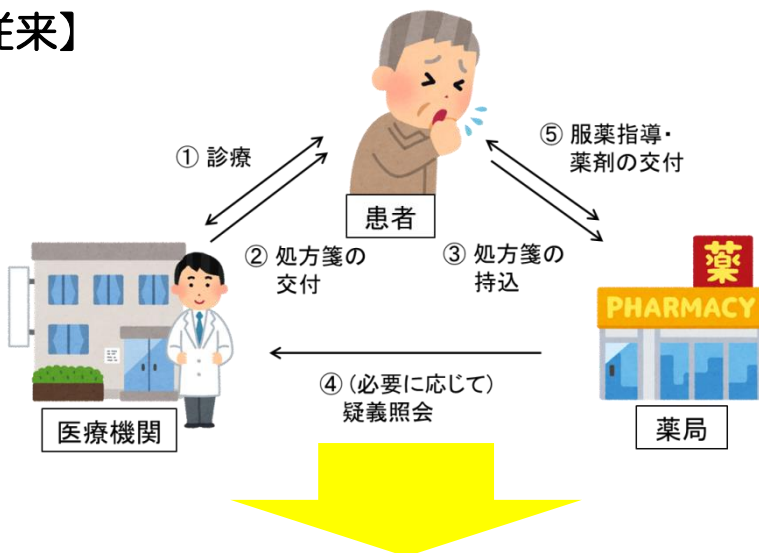 従来】
① 診療
⑤ 服薬指導・
薬剤の交付
患者
② 処方箋の
交付
③ 処方箋の
持込
薬
PHARMACY
④ (必要に応じて)
疑義照会
医療機関
薬局